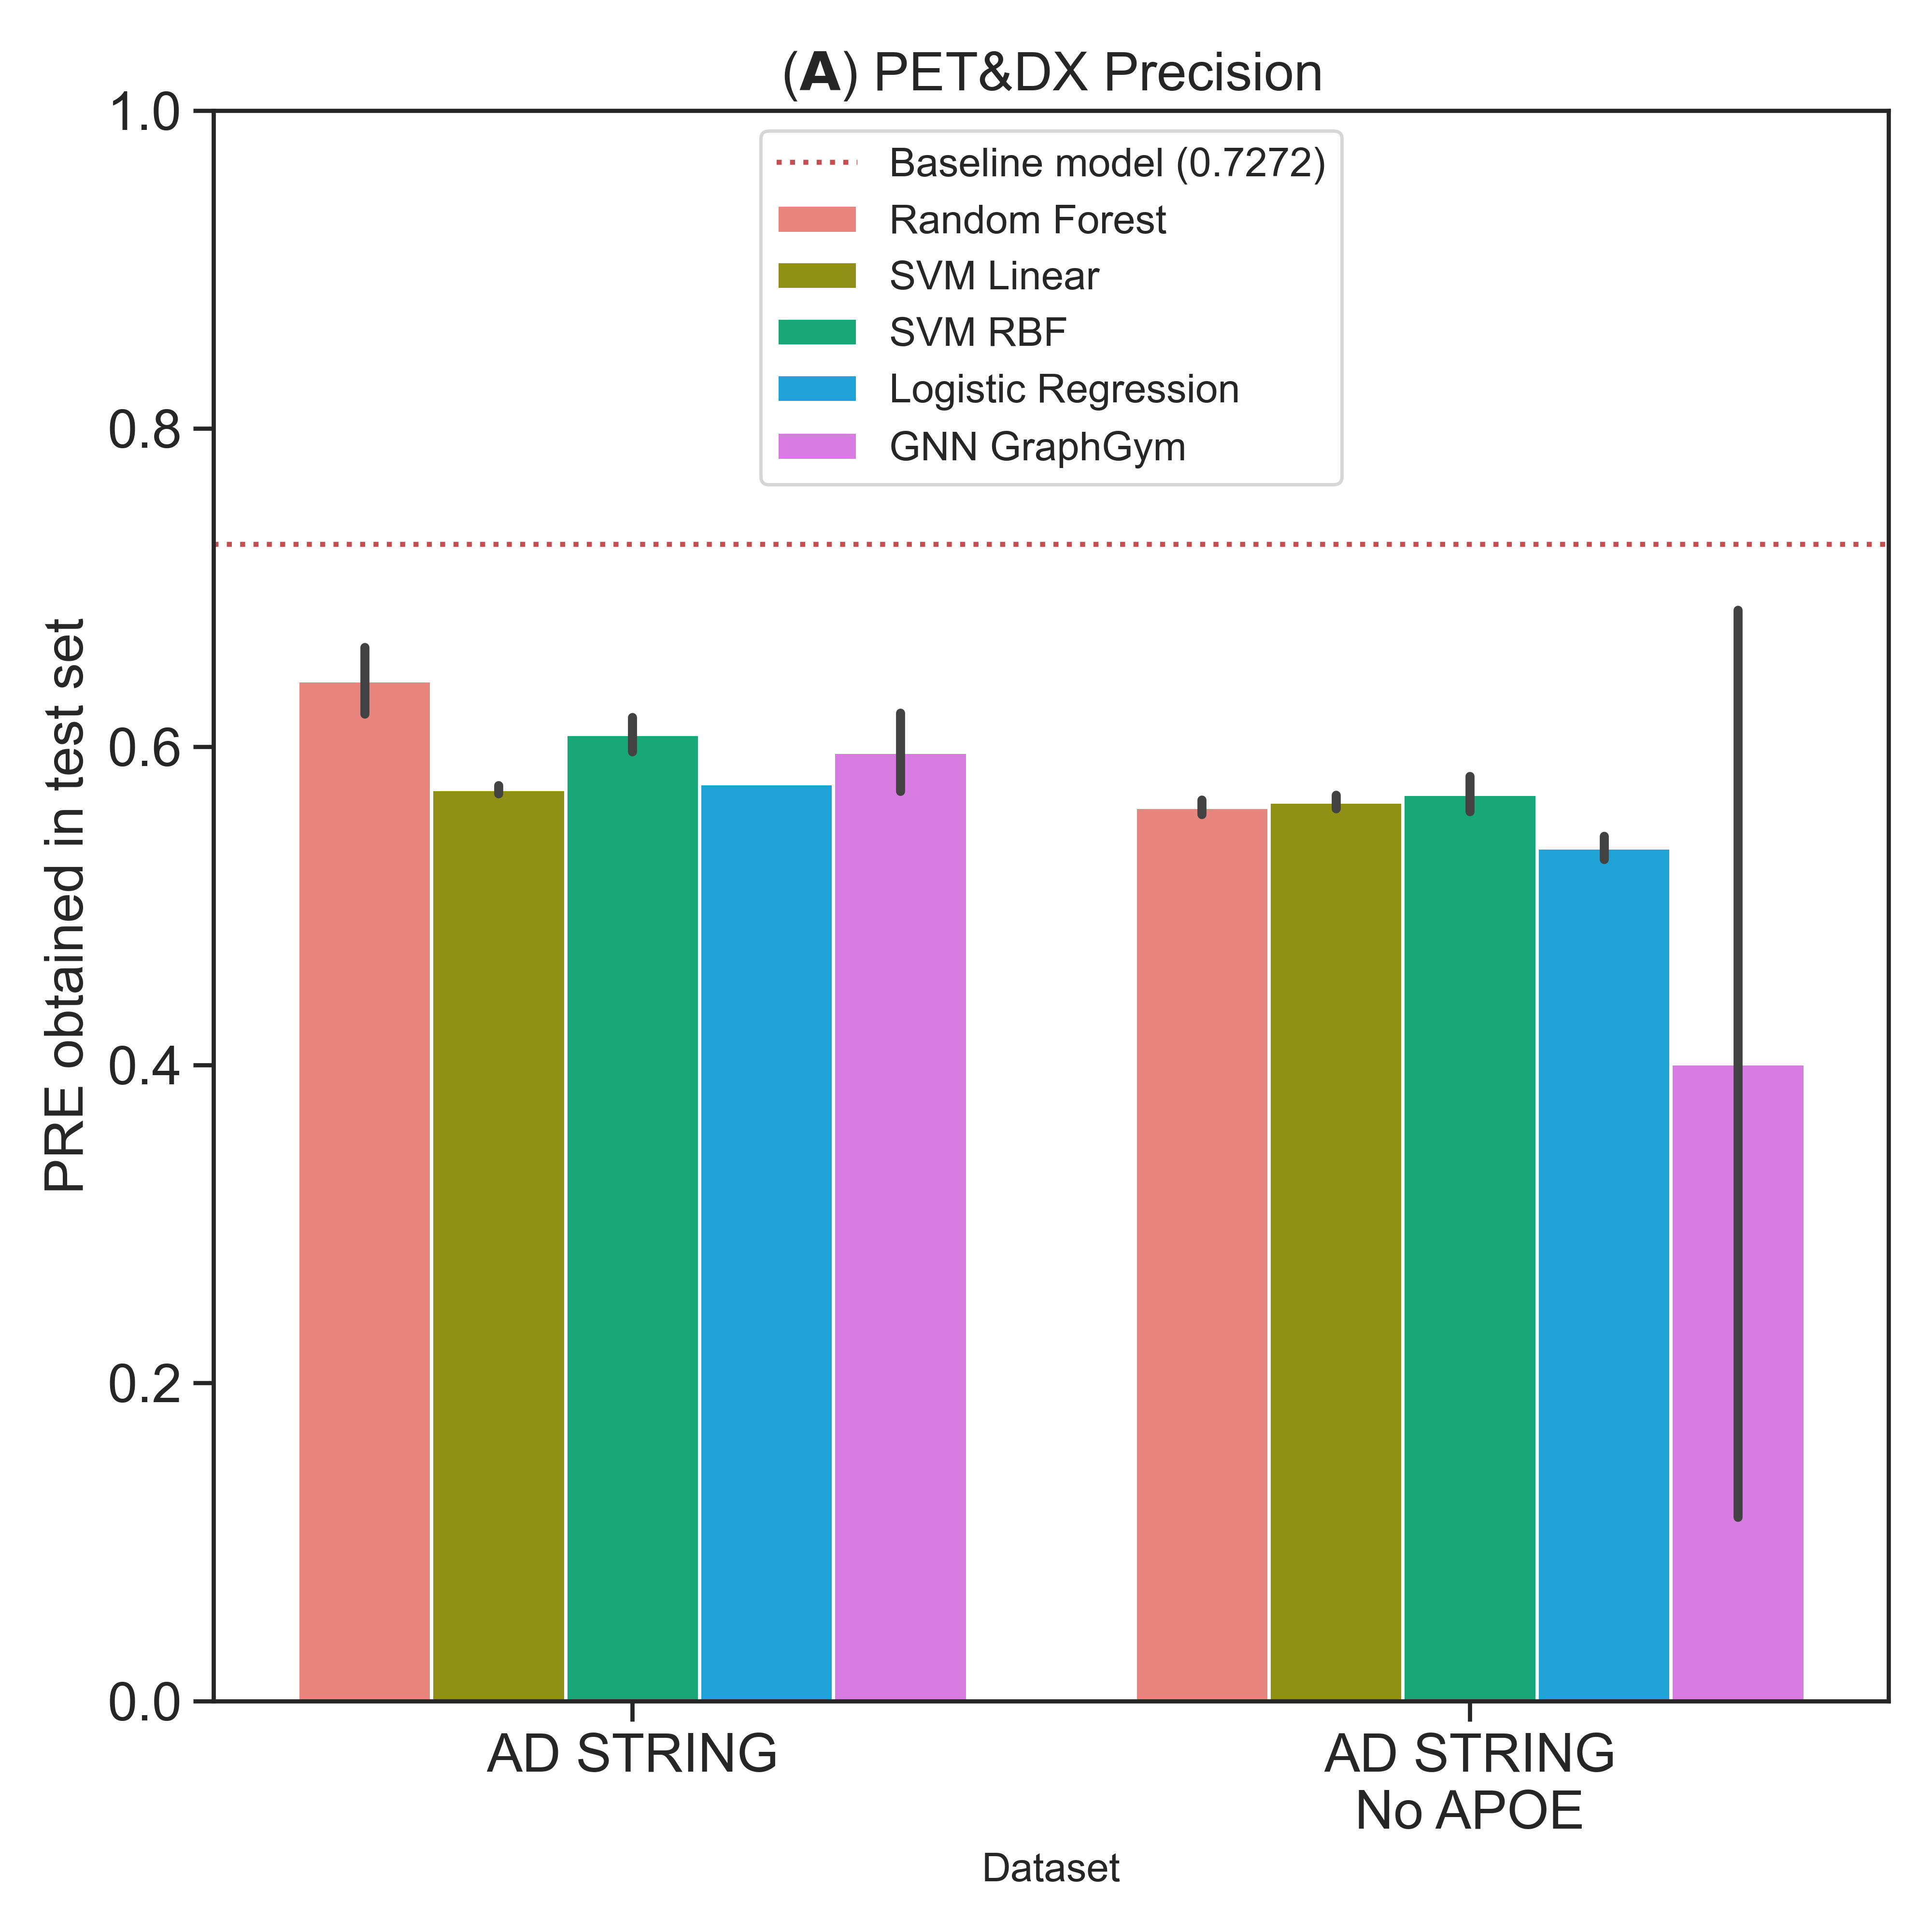 (A) PET&DX Precision
1.0
0.8
0.6
0.4
0.2
0.0
PRE obtained in test set
Baseline model (0.7272)
Random Forest
SVM Linear
SVM RBF
Logistic Regression
GNN GraphGym
AD STRING
AD STRING
No APOE
Dataset